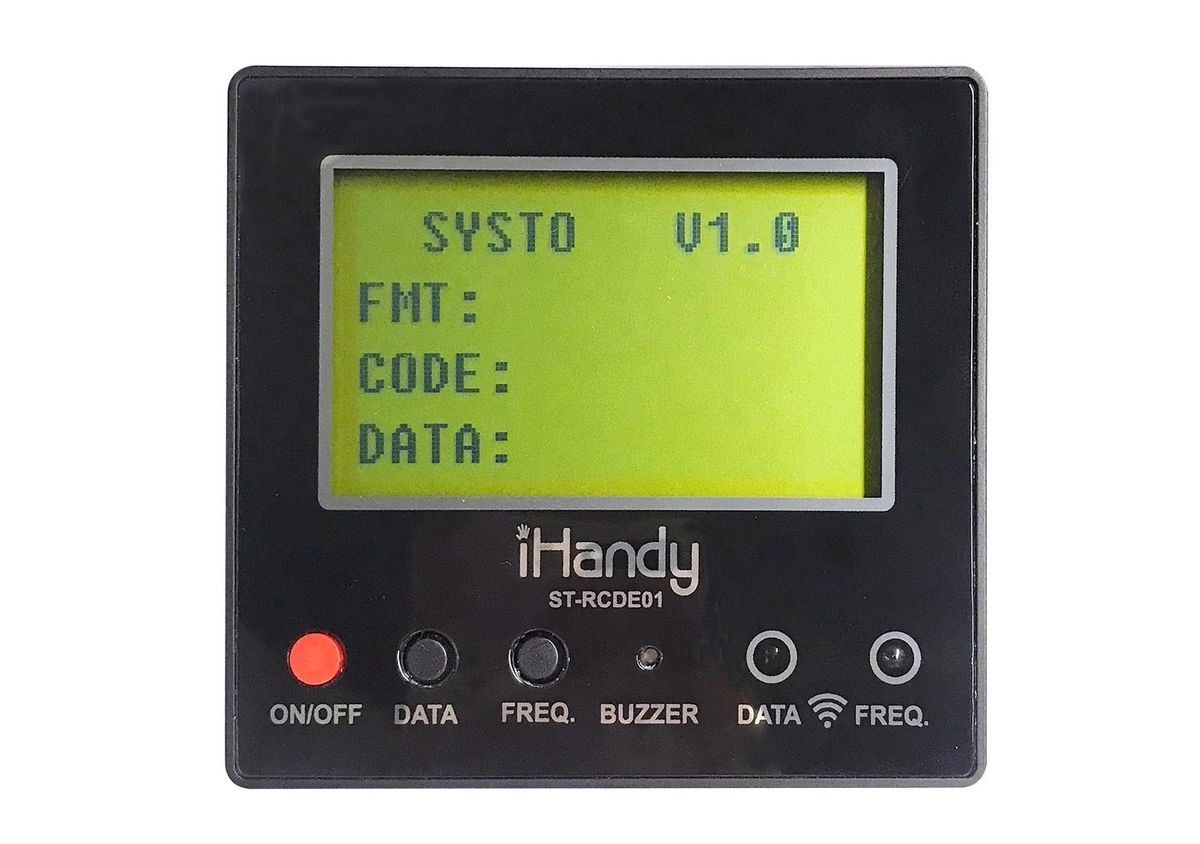 SYSTO V1.0
FMT:
CODE:
DATA:
iHandy
ST-RCDE01
ON/OFF DATA FREQ. BUZZER DATA FREQ.